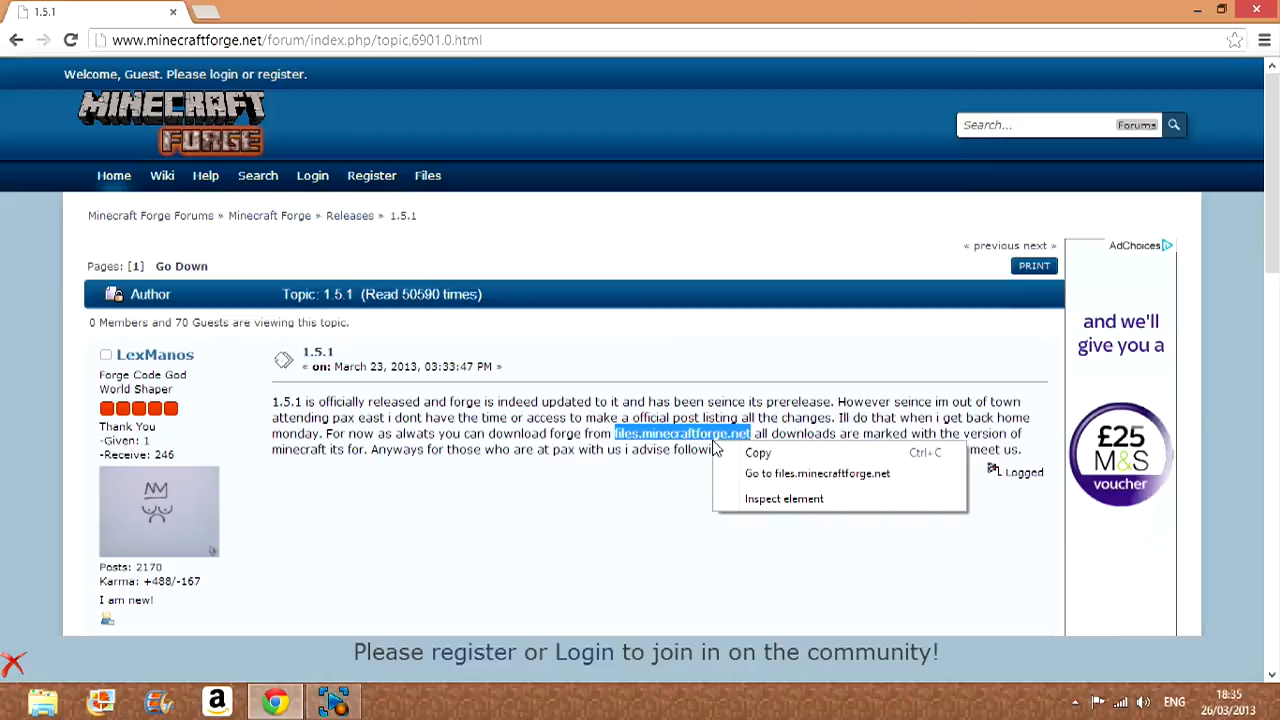 1.5.1
www.minecraftforge.net/forum/index.php/topic,6901.0.html
Welcome, Guest. Please login or register.
MINECRAFT
FORGE
Search...
Forums
Home Wiki Help Search Login Register Files
Minecraft Forge Forums » Minecraft Forge » Releases » 1.5.1
« previous next »
AdChoices
Pages: [1] Go Down
PRINT
Author Topic: 1.5.1 (Read 50590 times)
0 Members and 70 Guests are viewing this topic.
LexManos
Forge Code God
World Shaper
Thank You
-Given: 1
-Receive: 246
Posts: 2170
Karma: +488/-167
I am new!
1.5.1
« on: March 23, 2013, 03:33:47 PM »
1.5.1 is officially released and forge is indeed updated to it and has been seince its prerelease. However seince im out of town
attending pax east i dont have the time or access to make a official post listing all the changes. Ill do that when i get back home
monday. For now as alwats you can download forge from files.minecraftforge.net all downloads are marked with the version of
minecraft its for. Anyways for those who are at pax with us i advise followi meet us.
Copy Ctrl+C
Go to files.minecraftforge.net
Inspect element
Logged
and we'll
give you a
£25
M&S
voucher
Please register or Login to join in on the community!
a
ENG
18:35
26/03/2013